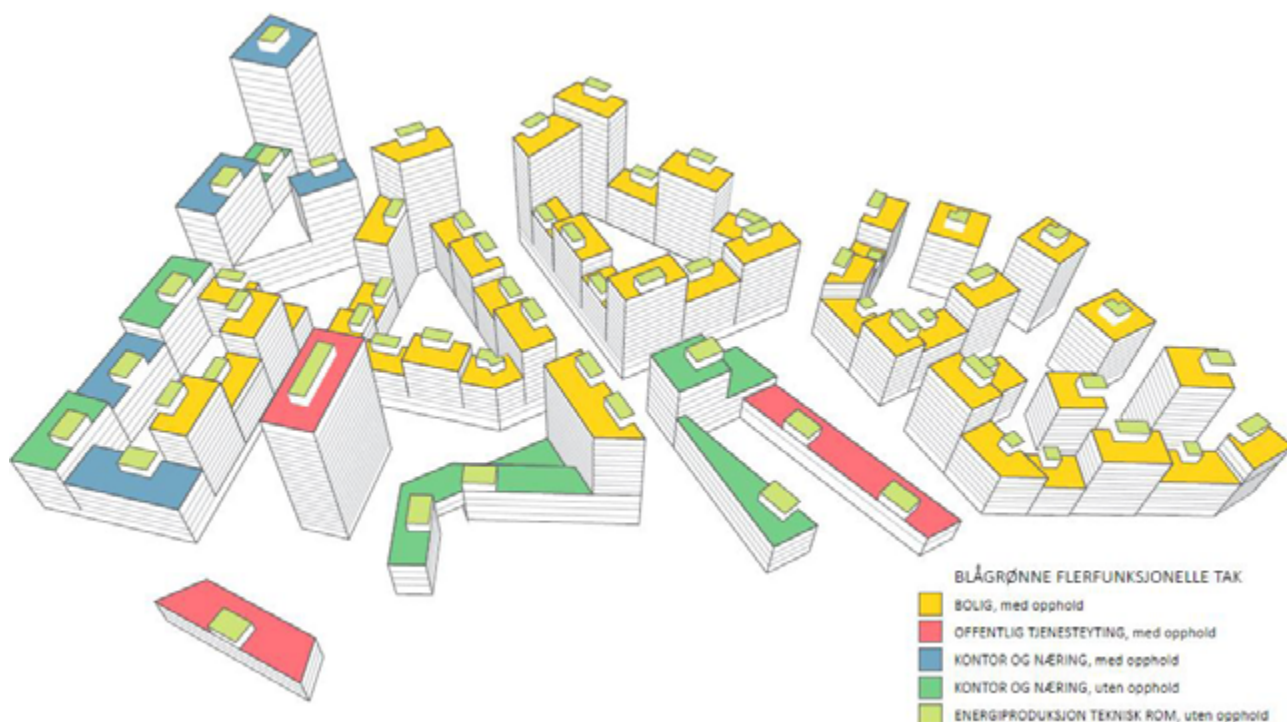 BLÅGRØNNE FLERFUNKSJONELLE TAK
BOLIG, med opphold
OFFENTLIG TJENESTEYTING, med opphold
KONTOR OG NÆRING, med opphold
KONTOR OG NÆRING, uten opphold
ENERGIPRODUKSJON TEKNISK ROM, uten opphold